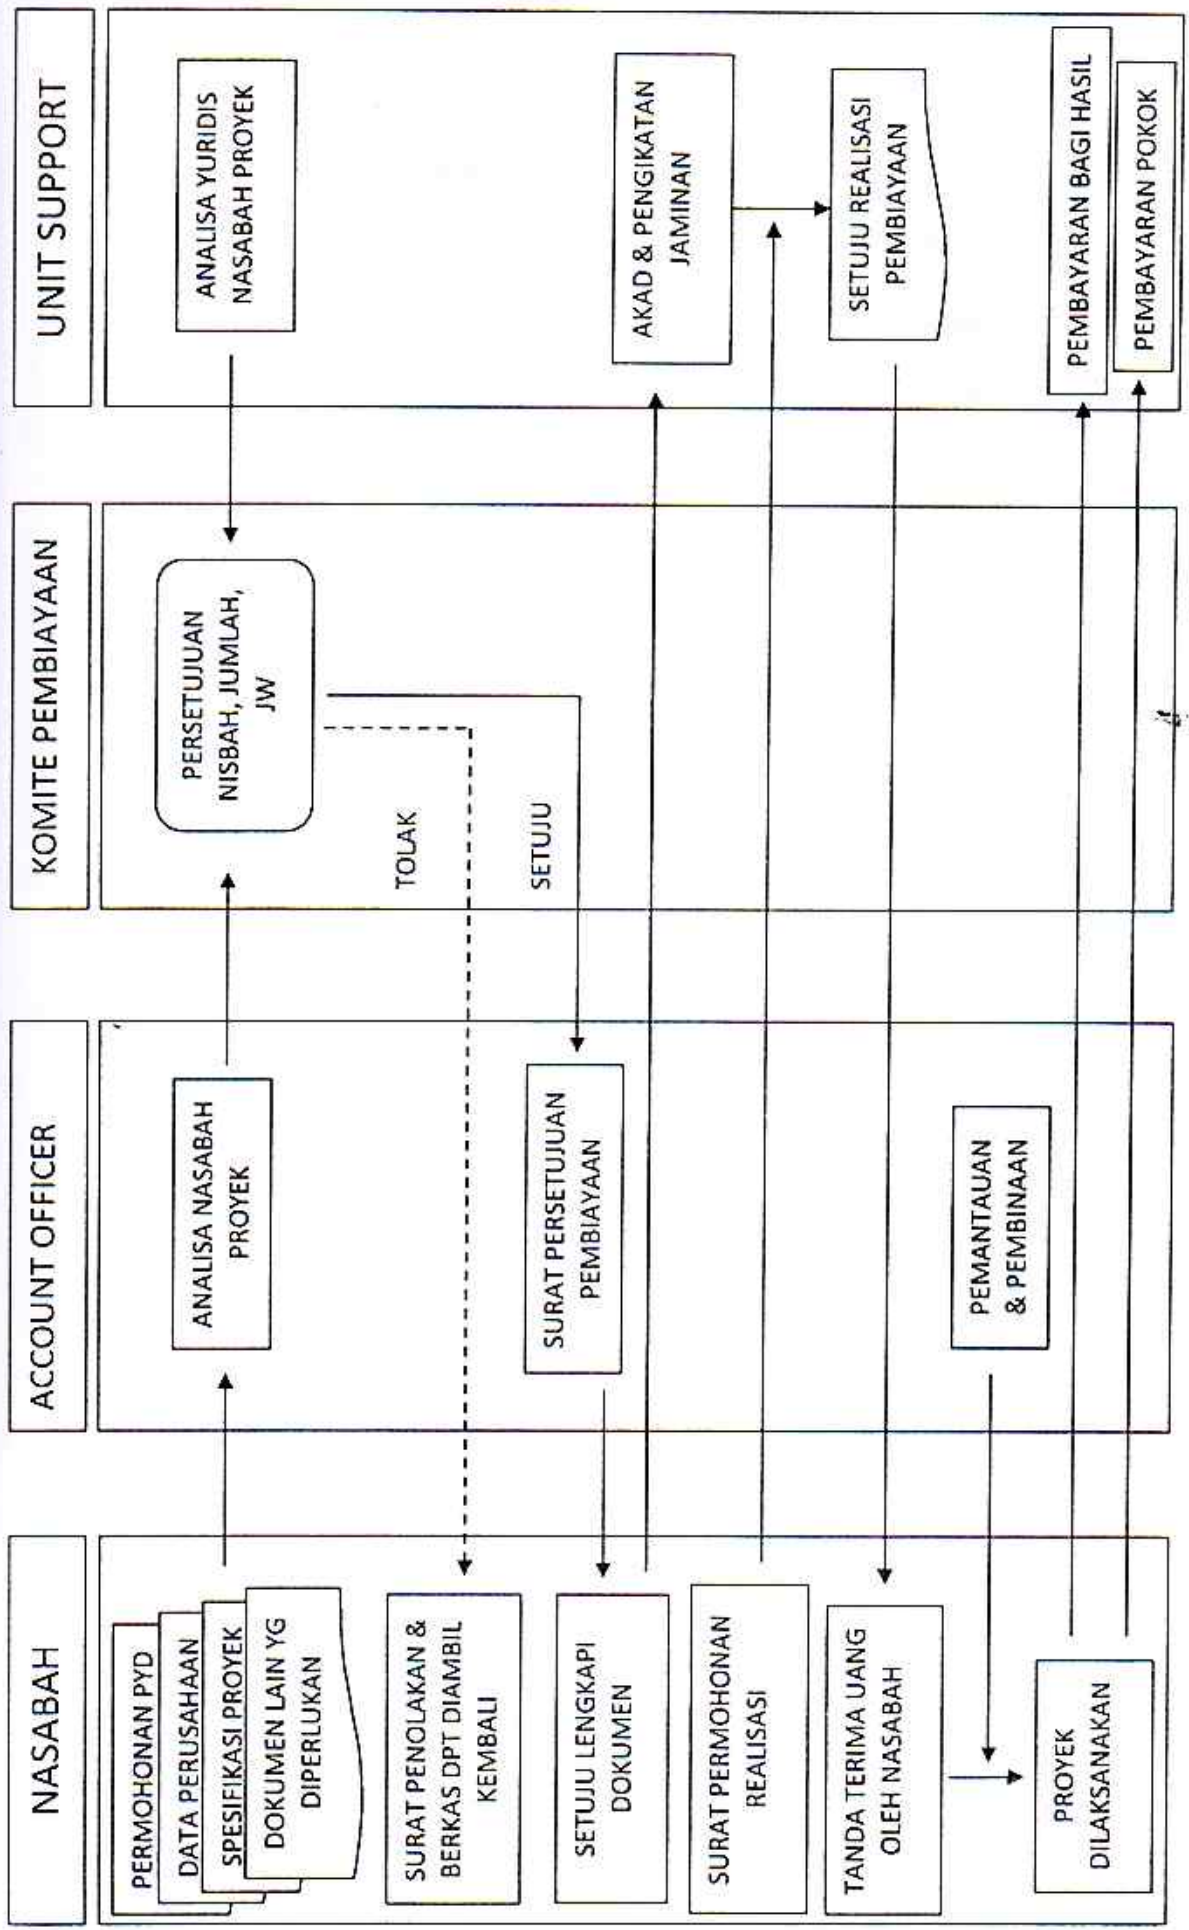 NASABAH
ACCOUNT OFFICER
KOMITE PEMBIAYAAN
UNIT SUPPORT
PERMOHONAN PYD
DATA PERUSAHAAN
SPESIFIKASI PROYEK
DOKUMEN LAIN YG
DIPERLUKAN
ANALISA NASABAH
PROYEK
PERSETUJUAN
NISBAH, JUMLAH,
JW
ANALISA YURIDIS
NASABAH PROYEK
TOLAK
SURAT PENOLAKAN &
BERKAS DPT DIAMBIL
KEMBALI
SETUJU
SURAT PERSETUJUAN
PEMBIAYAAN
SETUJU LENGKAPI
DOKUMEN
AKAD & PENGIKATAN
JAMINAN
SURAT PERMOHONAN
REALISASI
SETUJU REALISASI
PEMBIAYAAN
TANDA TERIMA UANG
OLEH NASABAH
PEMANTAUAN
& PEMBINAAN
PROYEK
DILAKSANAKAN
PEMBAYARAN BAGI HASIL
PEMBAYARAN POKOK